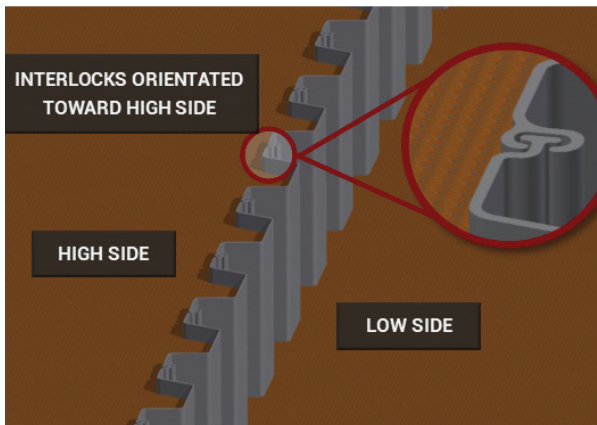 INTERLOCKS ORIENTATED
TOWARD HIGH SIDE
HIGH SIDE
LOW SIDE